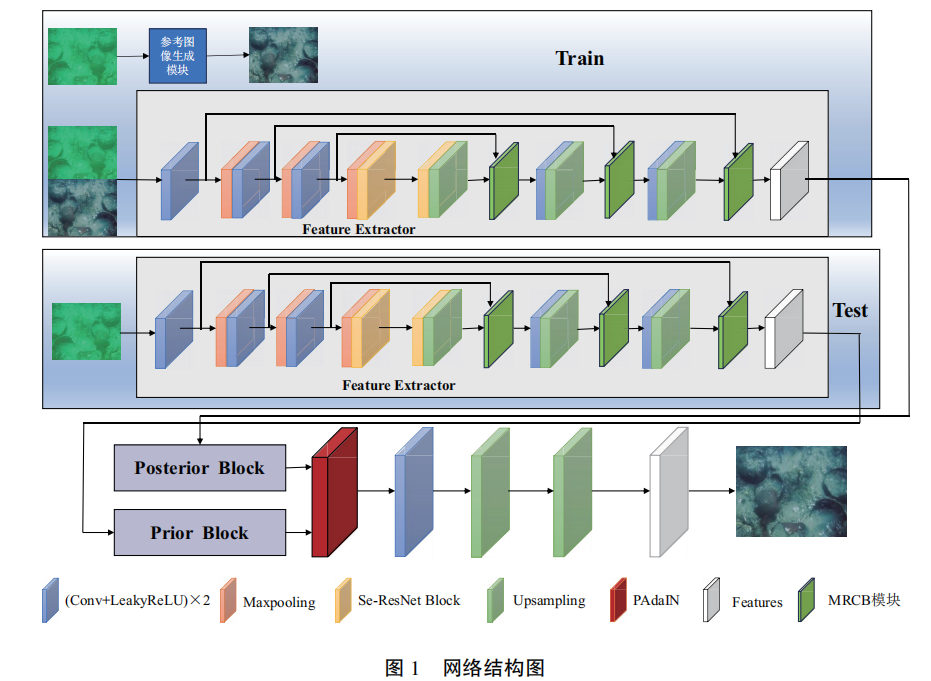 参考图
像生成
模块
Train
Feature Extractor
Test
Feature Extractor
Posterior Block
Prior Block
(Conv+LeakyReLU)×2
Maxpooling
Se-ResNet Block
Upsampling
PAdaIN
Features
MRCB模块
图 1 网络结构图